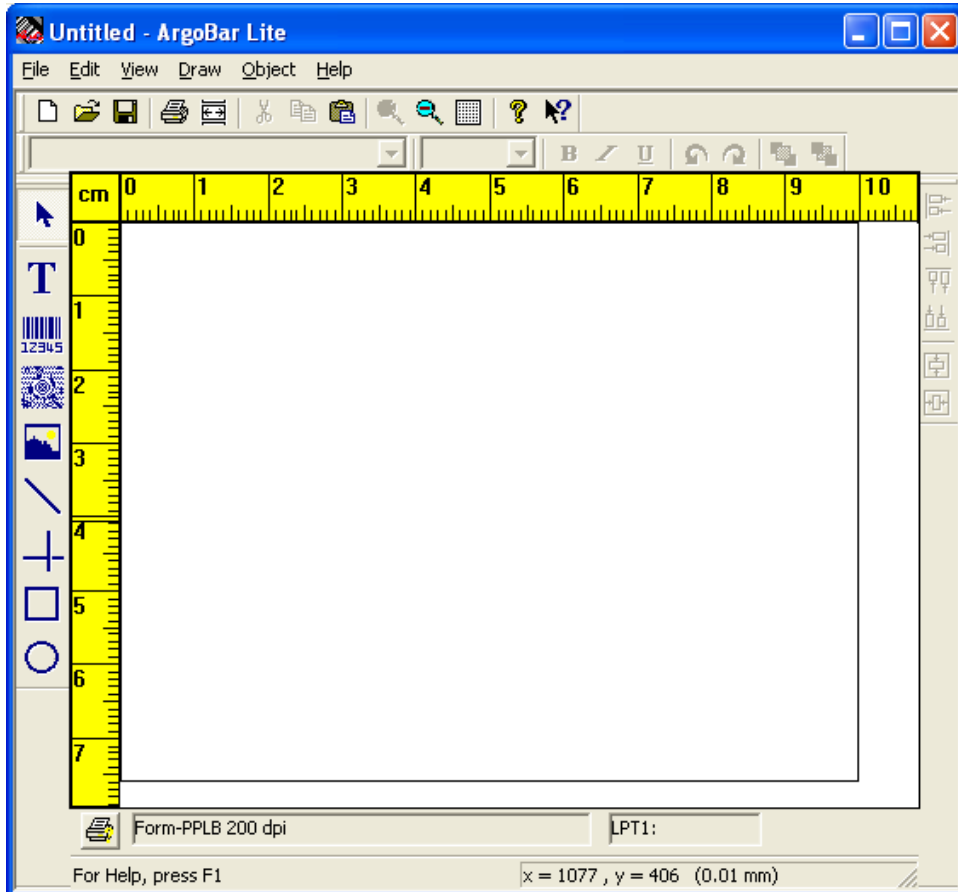 Untitled - ArgoBar Lite
File Edit View Draw Object Help
B I U
cm 0 1 2 3 4 5 6 7 8 9 10
0
T
1
12345
2
3
4
5
6
7
Form-PPLB 200 dpi LPT1:
For Help, press F1 x = 1077 , y = 406 (0.01 mm)